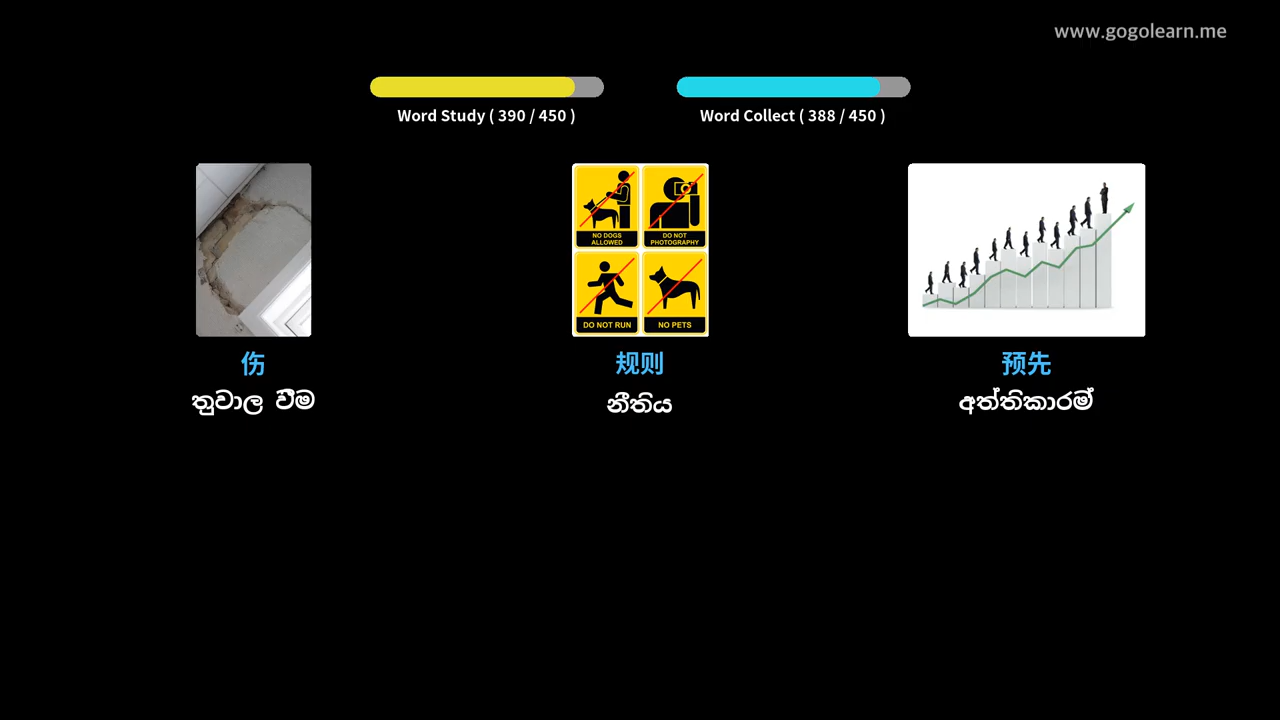 www.gogolearn.me
Word Study ( 390 / 450 )
Word Collect ( 388 / 450 )
NO DOGS
ALLOWED
DO NOT
PHOTOGRAPHY
DO NOT RUN
NO PETS
伤
规则
预先
තුවාල වීම
නීතිය
අත්තිකාරම්